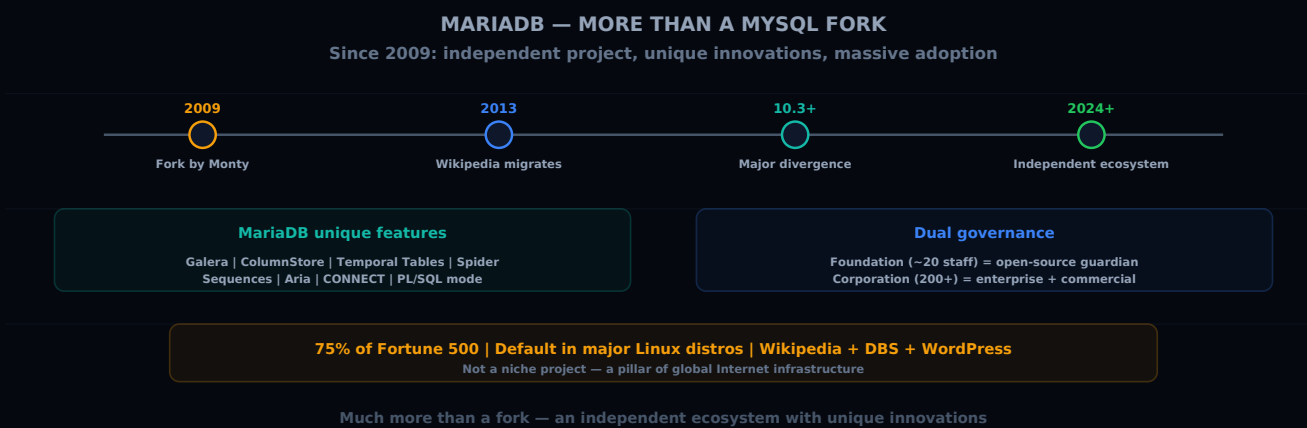 MARIADB — MORE THAN A MYSQL FORK
Since 2009: independent project, unique innovations, massive adoption
2009
2013
10.3+
2024+
Fork by Monty
Wikipedia migrates
Major divergence
Independent ecosystem
MariaDB unique features
Galera | ColumnStore | Temporal Tables | Spider
Sequences | Aria | CONNECT | PL/SQL mode
Dual governance
Foundation (~20 staff) = open-source guardian
Corporation (200+) = enterprise + commercial
75% of Fortune 500 | Default in major Linux distros | Wikipedia + DBS + WordPress
Not a niche project — a pillar of global Internet infrastructure
Much more than a fork — an independent ecosystem with unique innovations